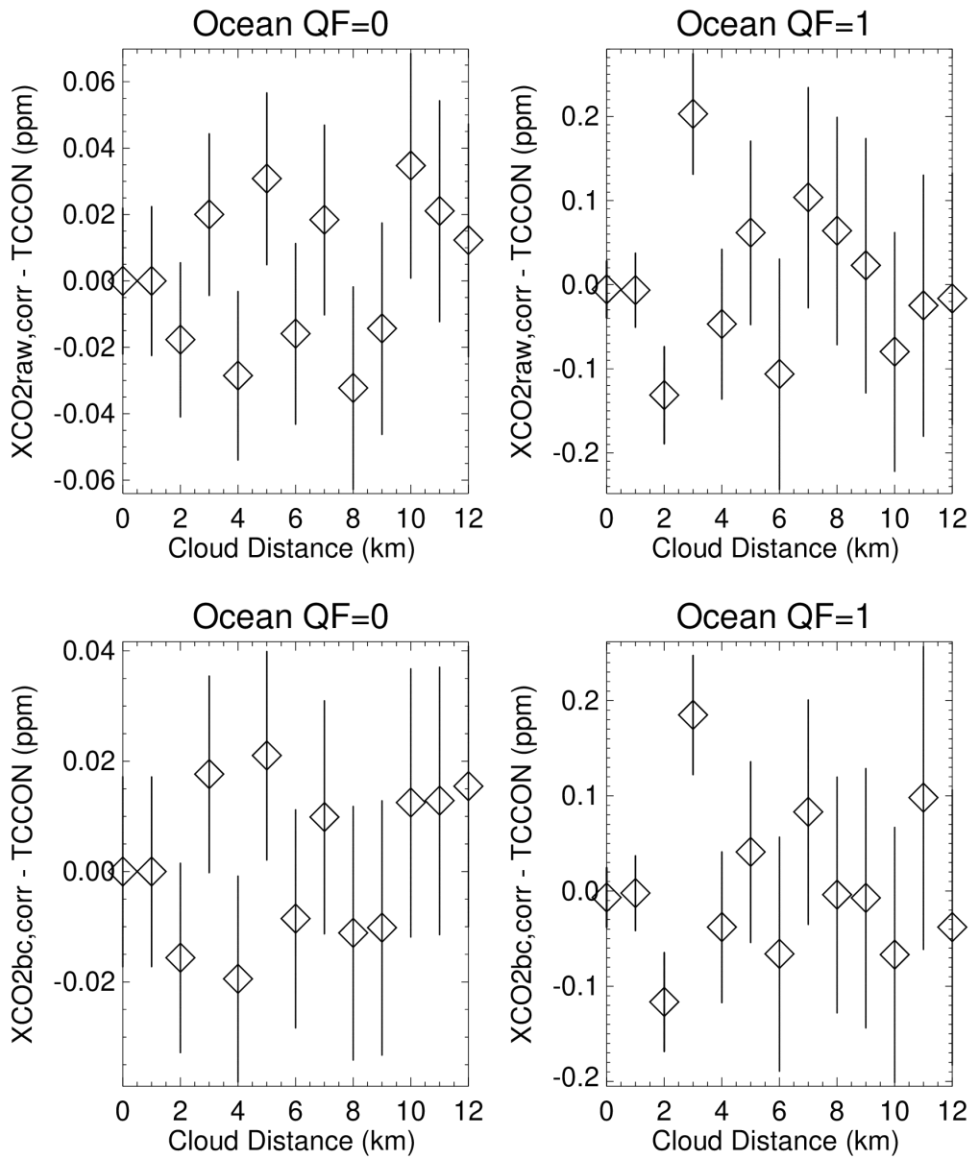 Ocean QF=0
XCO2raw,corr - TCCON (ppm)
0.06
0.04
0.02
0.00
-0.02
-0.04
-0.06
0 2 4 6 8 10 12
Cloud Distance (km)
Ocean QF=1
XCO2raw,corr - TCCON (ppm)
0.2
0.1
0.0
-0.1
-0.2
0 2 4 6 8 10 12
Cloud Distance (km)
Ocean QF=0
XCO2bc,corr - TCCON (ppm)
0.04
0.02
0.00
-0.02
0 2 4 6 8 10 12
Cloud Distance (km)
Ocean QF=1
XCO2bc,corr - TCCON (ppm)
0.2
0.1
0.0
-0.1
-0.2
0 2 4 6 8 10 12
Cloud Distance (km)